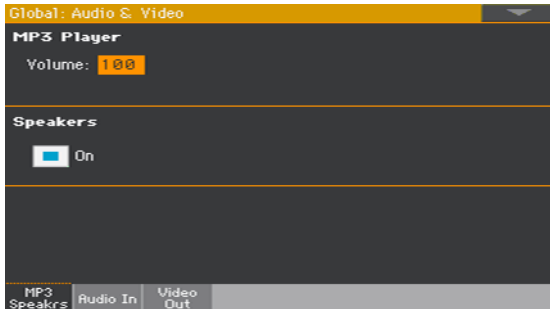 Global: Audio & Video
MP3 Player
Volume: 100
Speakers
On
MP3 Speakrs
Audio In
Video Out